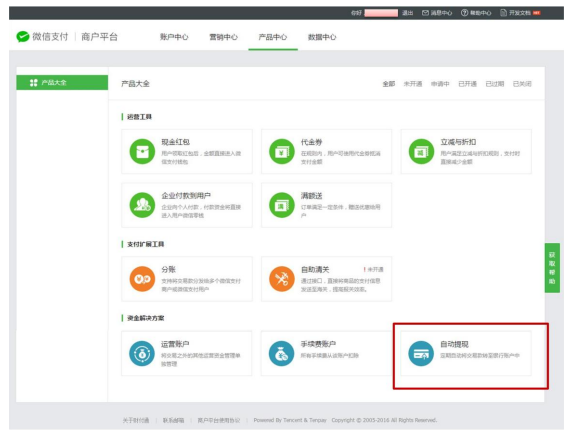 你好 退出 消息中心 帮助中心 开发文档
微信支付 商户平台 账户中心 营销中心 产品中心 数据中心
产品大全
产品大全 全部 未开通 申请中 已开通 已过期 已关闭
运营工具
现金红包
用户领取红包后，金额直接进入微
信支付钱包
代金券
在规则内，用户可使用代金券抵减
支付金额
立减与折扣
用户满足立减与折扣规则，支付时
直接减少金额
企业付款到用户
企业向个人付款，付款资金将直接
进入用户微信零钱
满额送
订单满足一定条件，赠送优惠给用
户
支付扩展工具
分账
支持将交易款分发给多个微信支付
商户或微信支付用户
自助清关 ! 未开通
通过接口，直接将商品的支付信息
发送至海关，提高报关效率。
获取帮助
资金解决方案
运营账户
将交易之外的其他运营资金管理单
独管理
手续费账户
所有手续费从该账户扣除
自动提现
定期自动将交易款转至银行账户中
关于财付通 | 联系邮箱 | 商户平台使用协议 | Powered By Tencent & Tenpay Copyright © 2005-2016 All Rights Reserved.